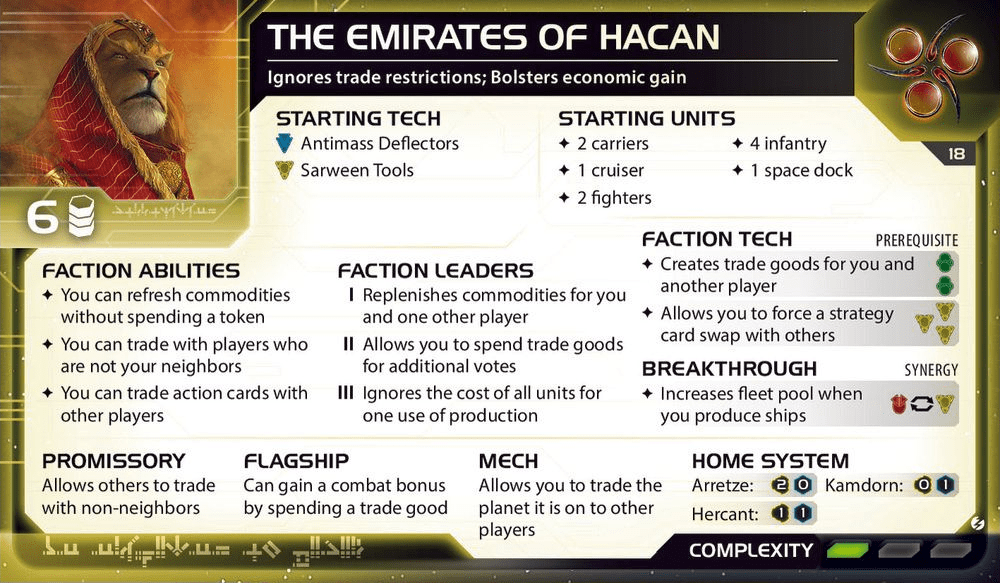 THE EMIRATES OF HACAN
Ignores trade restrictions; Bolsters economic gain
18
6
STARTING TECH
Antimass Deflectors
Sarween Tools
STARTING UNITS
2 carriers
1 cruiser
2 fighters
4 infantry
1 space dock
FACTION ABILITIES
You can refresh commodities
without spending a token
You can trade with players who
are not your neighbors
You can trade action cards with
other players
FACTION LEADERS
I Replenishes commodities for you
and one other player
II Allows you to spend trade goods
for additional votes
III Ignores the cost of all units for
one use of production
FACTION TECH PREREQUISITE
Creates trade goods for you and
another player
Allows you to force a strategy
card swap with others
BREAKTHROUGH SYNERGY
Increases fleet pool when
you produce ships
PROMISSORY
Allows others to trade
with non-neighbors
FLAGSHIP
Can gain a combat bonus
by spending a trade good
MECH
Allows you to trade the
planet it is on to other
players
HOME SYSTEM
Arretze: 2 0 Kamdorn: 0 1
Hercant: 1 1
COMPLEXITY